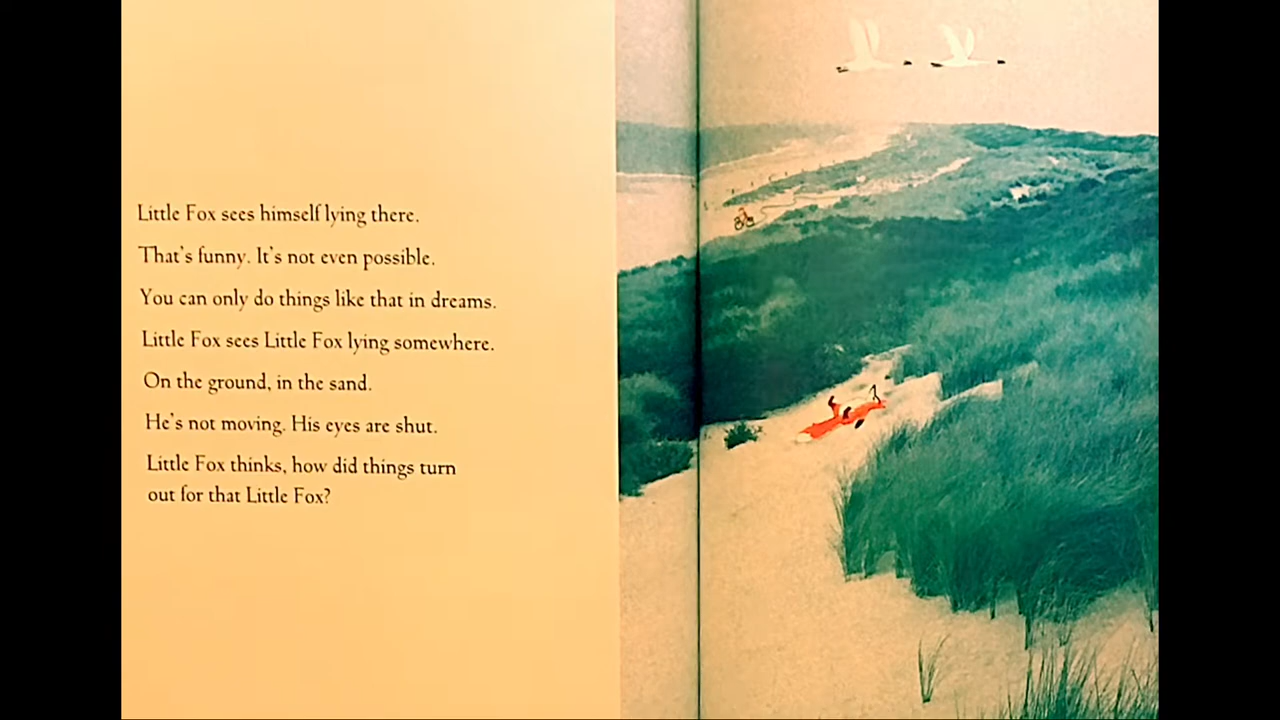 Little Fox sees himself lying there.
That's funny. It's not even possible.
You can only do things like that in dreams.
Little Fox sees Little Fox lying somewhere.
On the ground, in the sand.
He's not moving. His eyes are shut.
Little Fox thinks, how did things turn
out for that Little Fox?